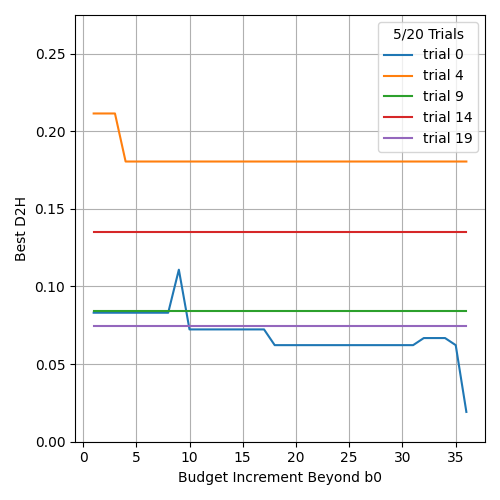 5/20 Trials
trial 0
trial 4
trial 9
trial 14
trial 19
0.25
0.20
0.15
0.10
0.05
0.00
Best D2H
0 5 10 15 20 25 30 35
Budget Increment Beyond b0